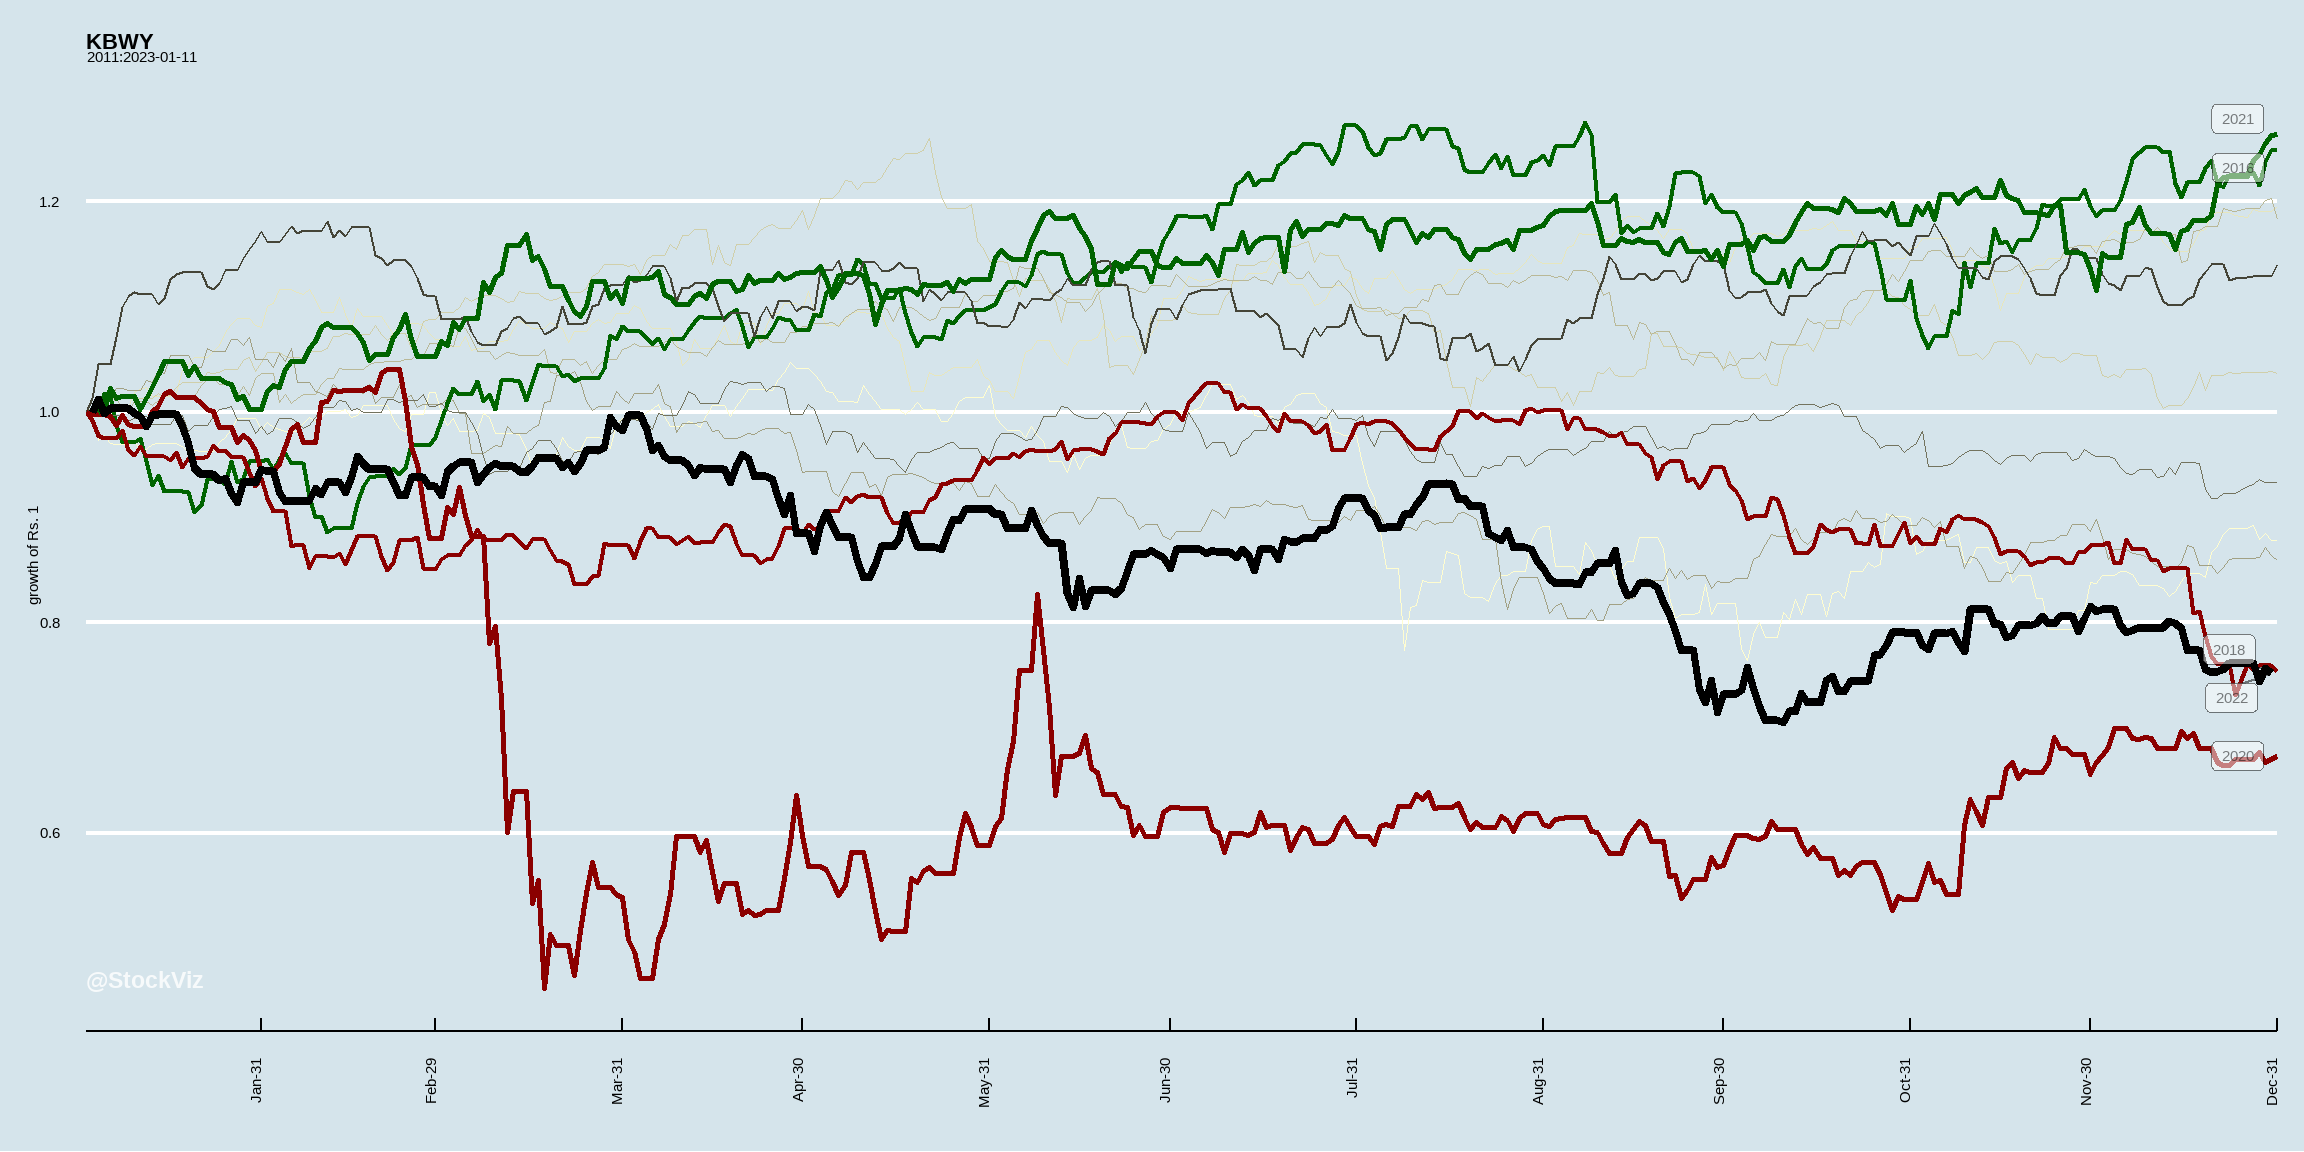 KBWY
2011:2023-01-11
2021
2016
1.2
1.0
growth of Rs. 1
0.8
2018
2022
2020
0.6
@StockViz
Jan-31
Feb-29
Mar-31
Apr-30
May-31
Jun-30
Jul-31
Aug-31
Sep-30
Oct-31
Nov-30
Dec-31